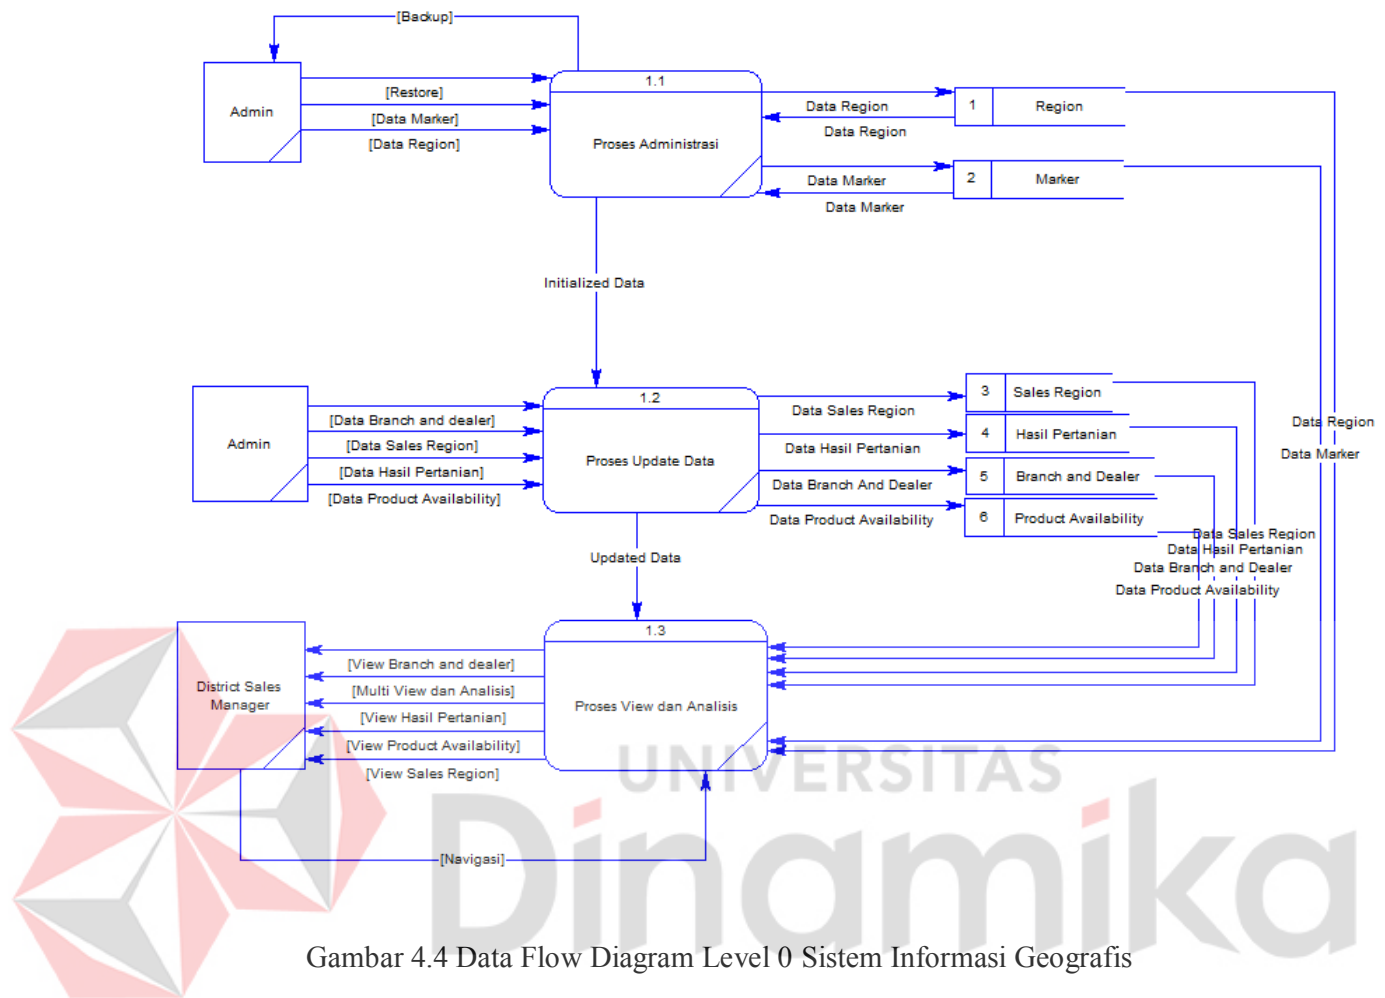 [Backup]
Admin
[Restore]
[Data Marker]
[Data Region]
1.1
Proses Administrasi
Data Region
Data Region
1
Region
Data Marker
Data Marker
2
Marker
Initialized Data
Data Region
Data Marker
Admin
[Data Branch and dealer]
[Data Sales Region]
[Data Hasil Pertanian]
[Data Product Availability]
1.2
Proses Update Data
Data Sales Region
Data Hasil Pertanian
Data Branch And Dealer
Data Product Availability
3
Sales Region
4
Hasil Pertanian
5
Branch and Dealer
6
Product Availability
Data Sales Region
Data Hasil Pertanian
Data Branch and Dealer
Data Product Availability
Updated Data
District Sales
Manager
[View Branch and dealer]
[Multi View dan Analisis]
[View Hasil Pertanian]
[View Product Availability]
[View Sales Region]
1.3
Proses View dan Analisis
[Navigasi]
UNIVERSITAS
Dinamika
Gambar 4.4 Data Flow Diagram Level 0 Sistem Informasi Geografis